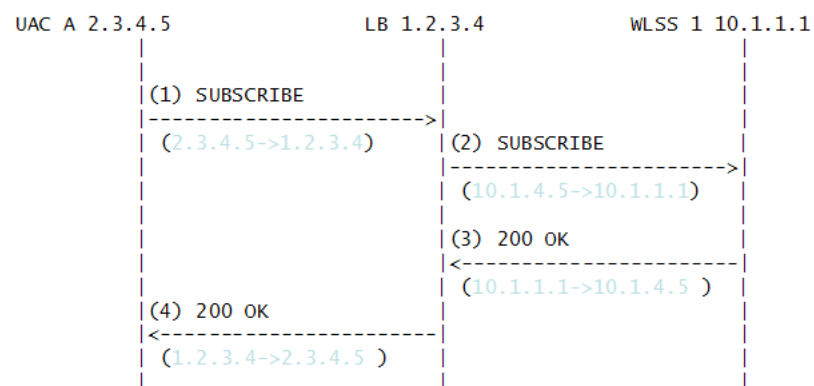 UAC A 2.3.4.5 LB 1.2.3.4 WLSS 1 10.1.1.1
(1) SUBSCRIBE
(2.3.4.5->1.2.3.4)
(2) SUBSCRIBE
(10.1.4.5->10.1.1.1)
(3) 200 OK
(10.1.1.1->10.1.4.5 )
(4) 200 OK
(1.2.3.4->2.3.4.5 )